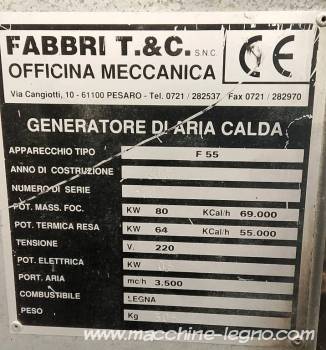 FABBRI T.&C. S.N.C.
CE
OFFICINA MECCANICA
Via Cangiotti, 10 - 61100 PESARO - Tel. 0721 / 282537 Fax 0721 / 282970
GENERATORE DI ARIA CALDA
APPARECCHIO TIPO F 55
ANNO DI COSTRUZIONE
NUMERO DI SERIE
POT. MASS. FOC. KW 80 KCal/h 69.000
POT. TERMICA RESA KW 64 KCal/h 55.000
TENSIONE V. 220
POT. ELETTRICA KW
PORT. ARIA mc/h 3.500
COMBUSTIBILE LEGNA
PESO Kg
www.macchine-legno.com